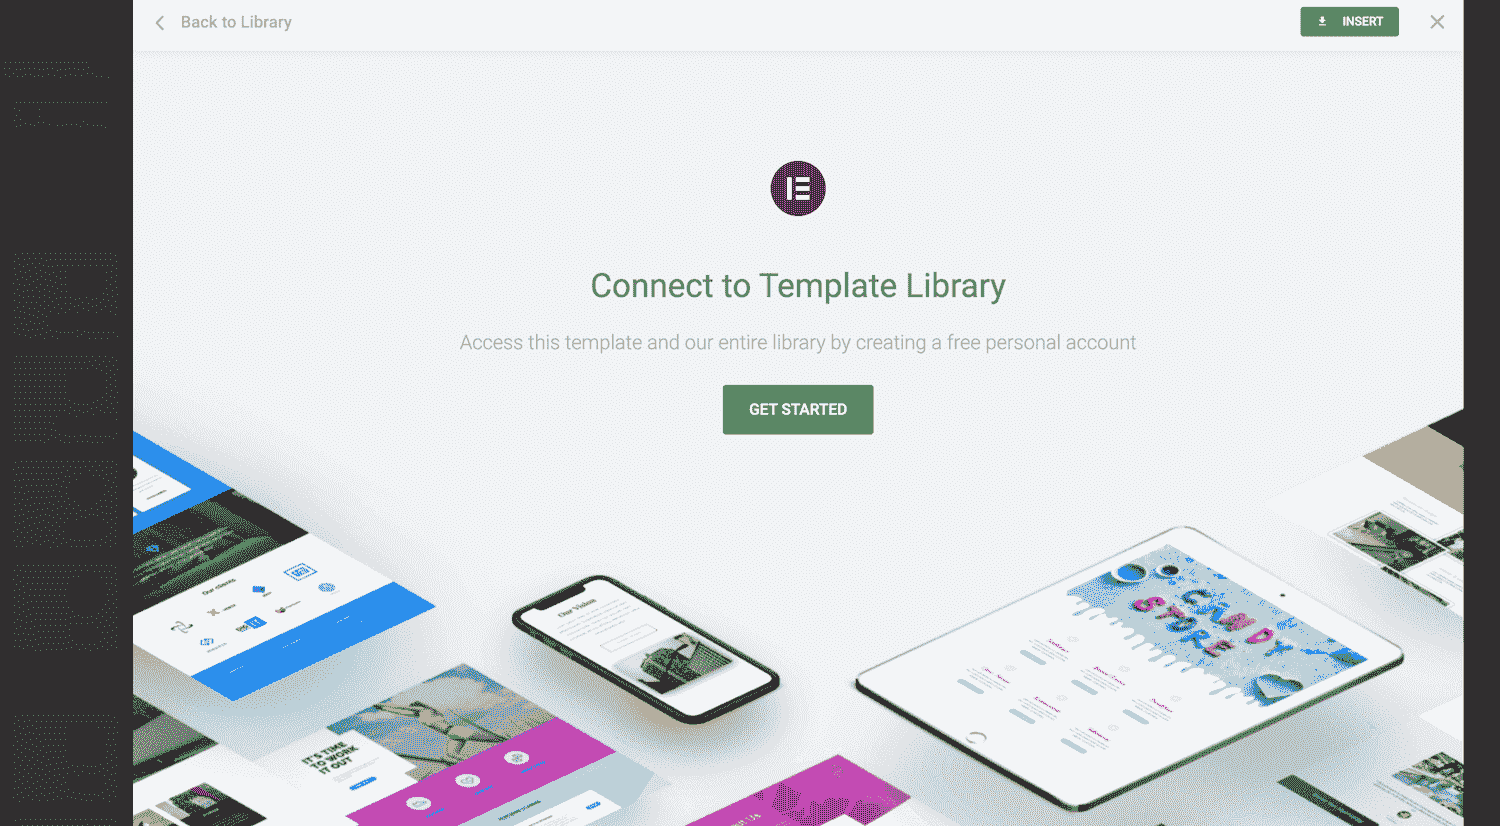 Back to Library
INSERT
Connect to Template Library
Access this template and our entire library by creating a free personal account
GET STARTED
Our clients
Our Vision
CANDY
STORE
IT'S TIME
TO WORK
IT OUT